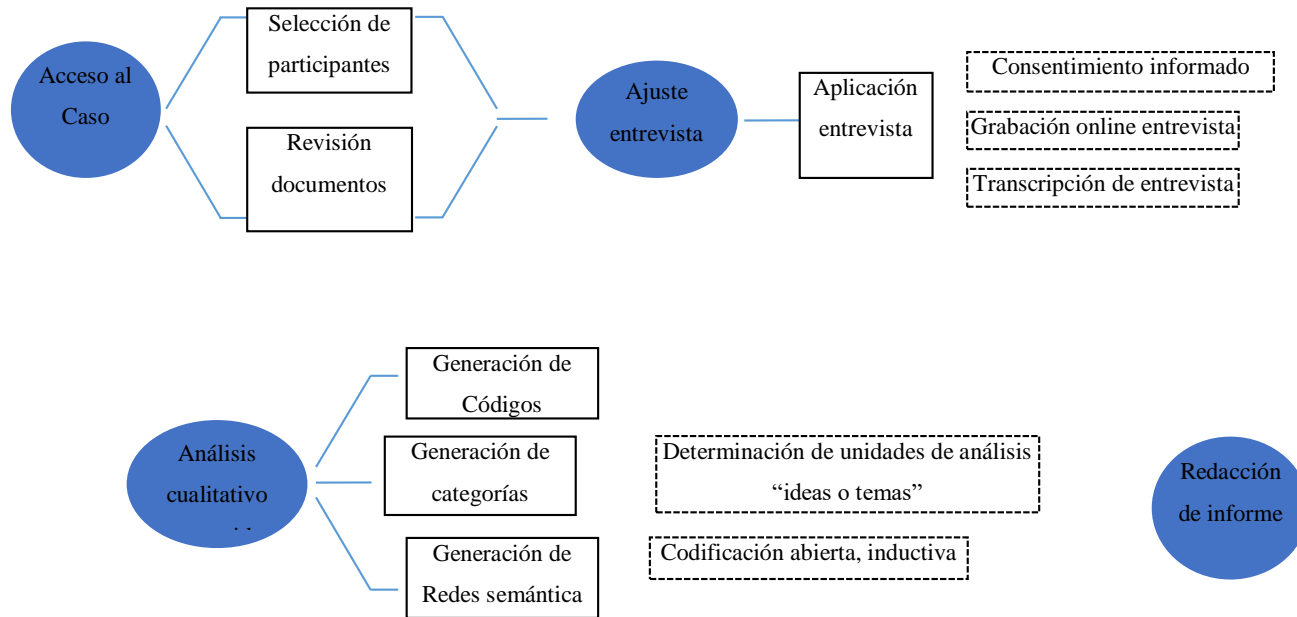 Acceso al
Caso
Selección de
participantes
Revisión
documentos
Ajuste
entrevista
Aplicación
entrevista
Consentimiento informado
Grabación online entrevista
Transcripción de entrevista
Análisis
cualitativo
Generación de
Códigos
Generación de
categorías
Generación de
Redes semántica
Determinación de unidades de análisis
“ideas o temas”
Codificación abierta, inductiva
Redacción
de informe